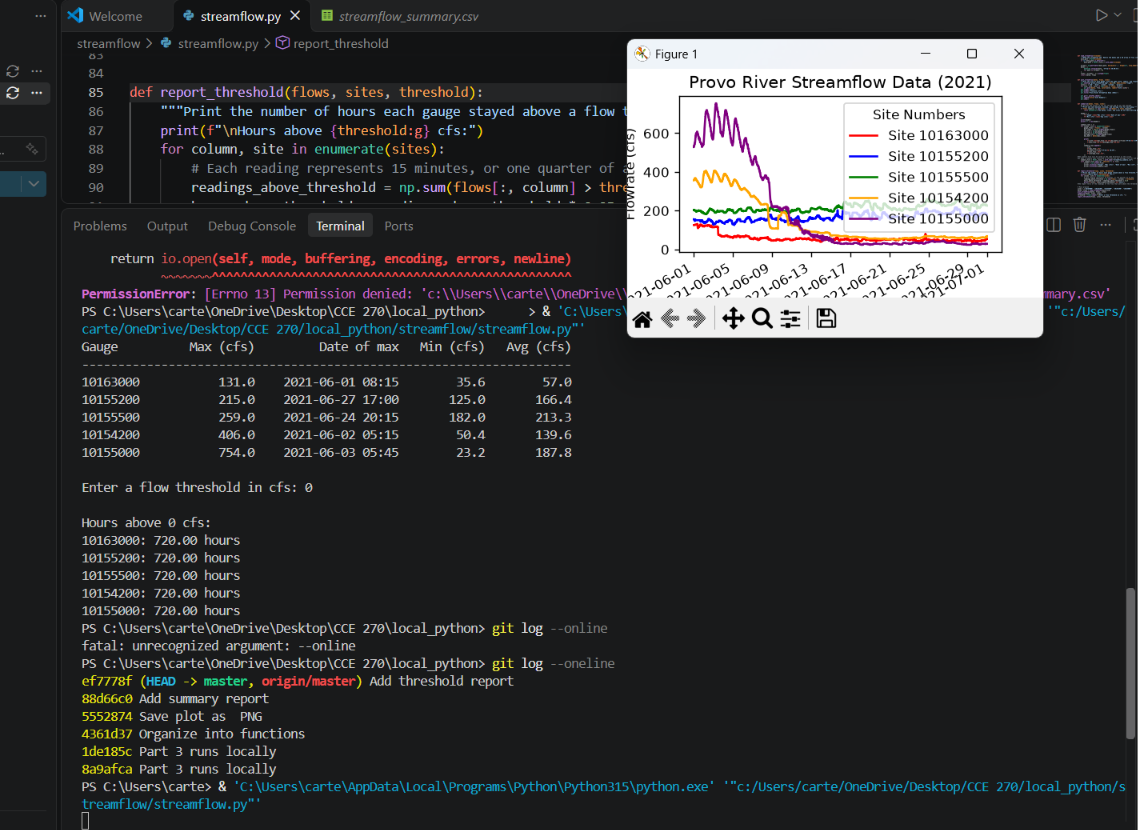 Welcome
streamflow.py
streamflow_summary.csv
streamflow > streamflow.py > report_threshold
83
84
85 def report_threshold(flows, sites, threshold):
86 """Print the number of hours each gauge stayed above a flow
87 print(f"\nHours above {threshold:g} cfs:")
88 for column, site in enumerate(sites):
89 # Each reading represents 15 minutes, or one quarter of
90 readings_above_threshold = np.sum(flows[:, column] > thre
Figure 1
Provo River Streamflow Data (2021)
Flowrate (cfs)
600
400
200
0
Site Numbers
Site 10163000
Site 10155200
Site 10155500
Site 10154200
Site 10155000
021-06-01
2021-06-05
2021-06-09
2021-06-13
2021-06-17
2021-06-21
2021-06-25
2021-06-29
2021-07-01
Problems Output Debug Console Terminal Ports
return io.open(self, mode, buffering, encoding, errors, newline)
PermissionError: [Errno 13] Permission denied: 'c:\\Users\\carte\\OneDrive\\ mary.csv'
PS C:\Users\carte\OneDrive\Desktop\CCE 270\local_python> > & 'C:\Users\ '"c:/Users/
carte/OneDrive/Desktop/CCE 270/local_python/streamflow/streamflow.py"'
Gauge Max (cfs) Date of max Min (cfs) Avg (cfs)
----------------------------------------------------------------------
10163000 131.0 2021-06-01 08:15 35.6 57.0
10155200 215.0 2021-06-27 17:00 125.0 166.4
10155500 259.0 2021-06-24 20:15 182.0 213.3
10154200 406.0 2021-06-02 05:15 50.4 139.6
10155000 754.0 2021-06-03 05:45 23.2 187.8
Enter a flow threshold in cfs: 0
Hours above 0 cfs:
10163000: 720.00 hours
10155200: 720.00 hours
10155500: 720.00 hours
10154200: 720.00 hours
10155000: 720.00 hours
PS C:\Users\carte\OneDrive\Desktop\CCE 270\local_python> git log --online
fatal: unrecognized argument: --online
PS C:\Users\carte\OneDrive\Desktop\CCE 270\local_python> git log --oneline
ef7778f (HEAD -> master, origin/master) Add threshold report
88d66c0 Add summary report
5552874 Save plot as PNG
4361d37 Organize into functions
1de185c Part 3 runs locally
8a9afca Part 3 runs locally
PS C:\Users\carte> & 'C:\Users\carte\AppData\Local\Programs\Python\Python315\python.exe' '"c:/Users/carte/OneDrive/Desktop/CCE 270/local_python/s
treamflow/streamflow.py"'